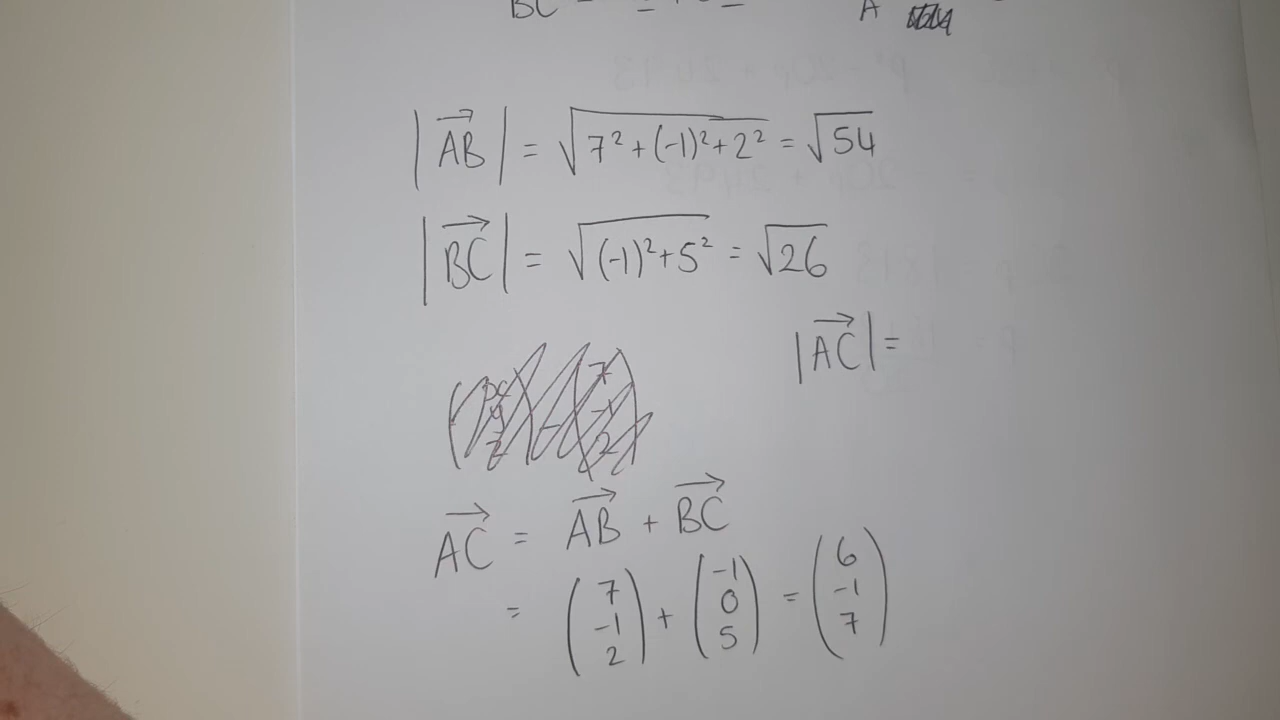 BC = A
|AB| = √(7² + (-1)² + 2²) = √54
|BC| = √((-1)² + 5²) = √26
|AC| =
AC = AB + BC
= (7 -1 2) + (-1 0 5) = (6 -1 7)